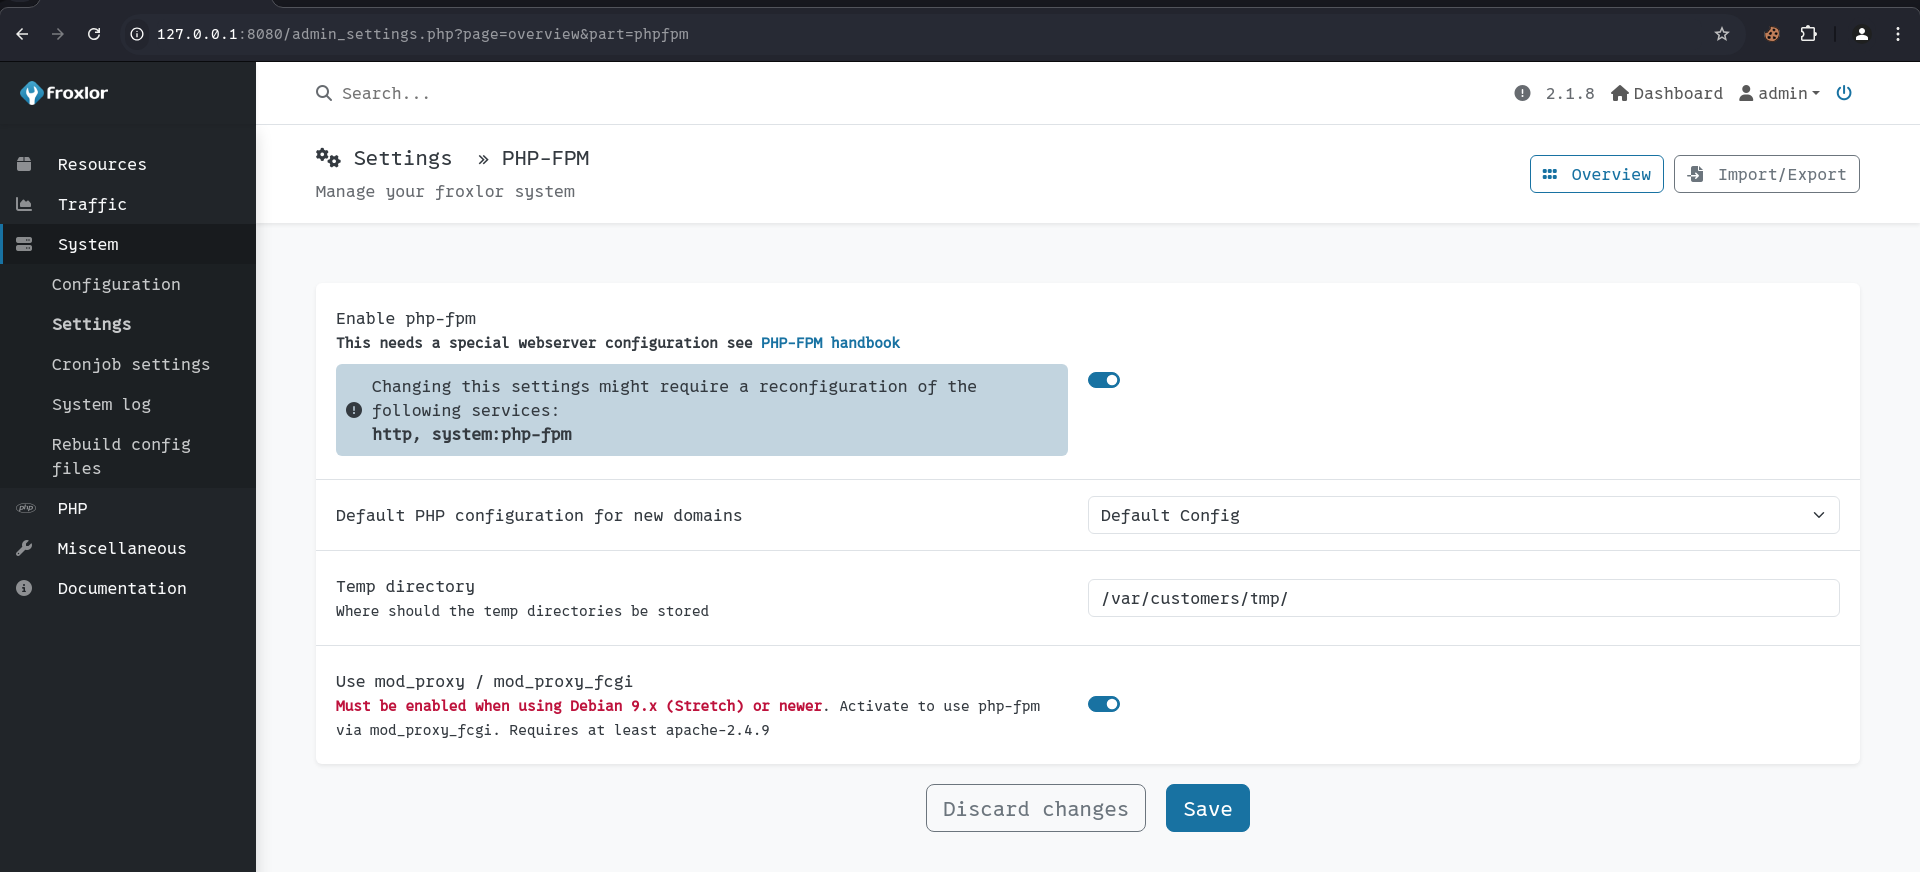 127.0.0.1:8080/admin_settings.php?page=overview&part=phpfpm
froxlor
Search...
2.1.8
Dashboard
admin
Resources
Traffic
System
Configuration
Settings
Cronjob settings
System log
Rebuild config
files
PHP
Miscellaneous
Documentation
Settings » PHP-FPM
Manage your froxlor system
Overview
Import/Export
Enable php-fpm
This needs a special webserver configuration see PHP-FPM handbook
Changing this settings might require a reconfiguration of the
following services:
http, system:php-fpm
Default PHP configuration for new domains
Default Config
Temp directory
Where should the temp directories be stored
/var/customers/tmp/
Use mod_proxy / mod_proxy_fcgi
Must be enabled when using Debian 9.x (Stretch) or newer. Activate to use php-fpm
via mod_proxy_fcgi. Requires at least apache-2.4.9
Discard changes
Save